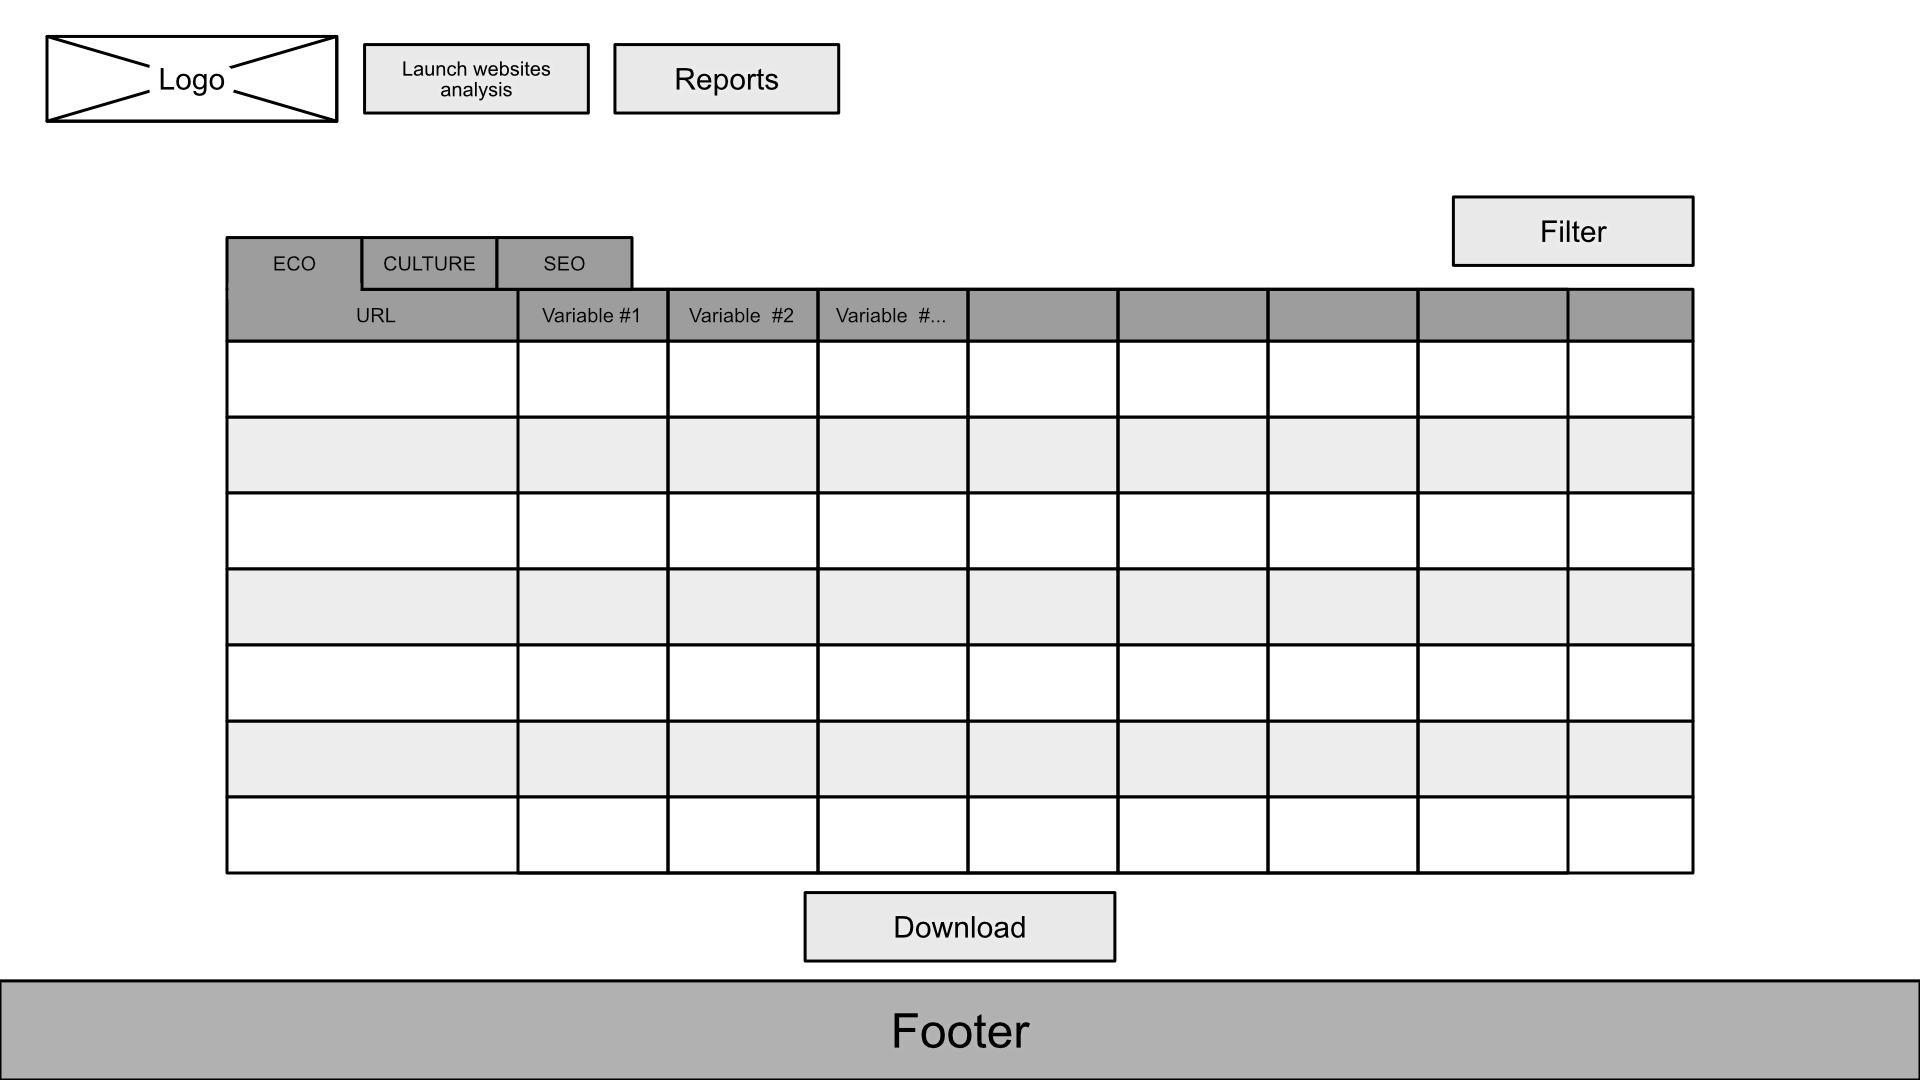 Logo
Launch websites
analysis
Reports
Filter
ECO CULTURE SEO
URL Variable #1 Variable #2 Variable #...
Download
Footer